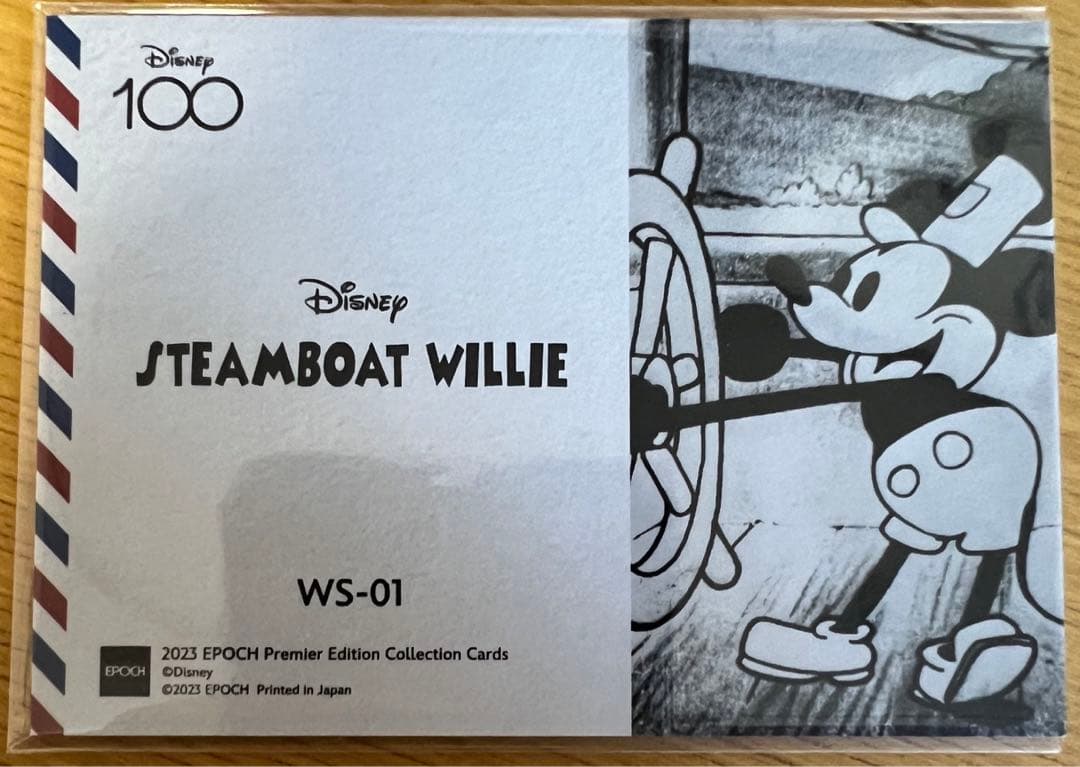 Disney
100
Disney
STEAMBOAT WILLIE
WS-01
EPOCH
2023 EPOCH Premier Edition Collection Cards
©Disney
©2023 EPOCH Printed in Japan